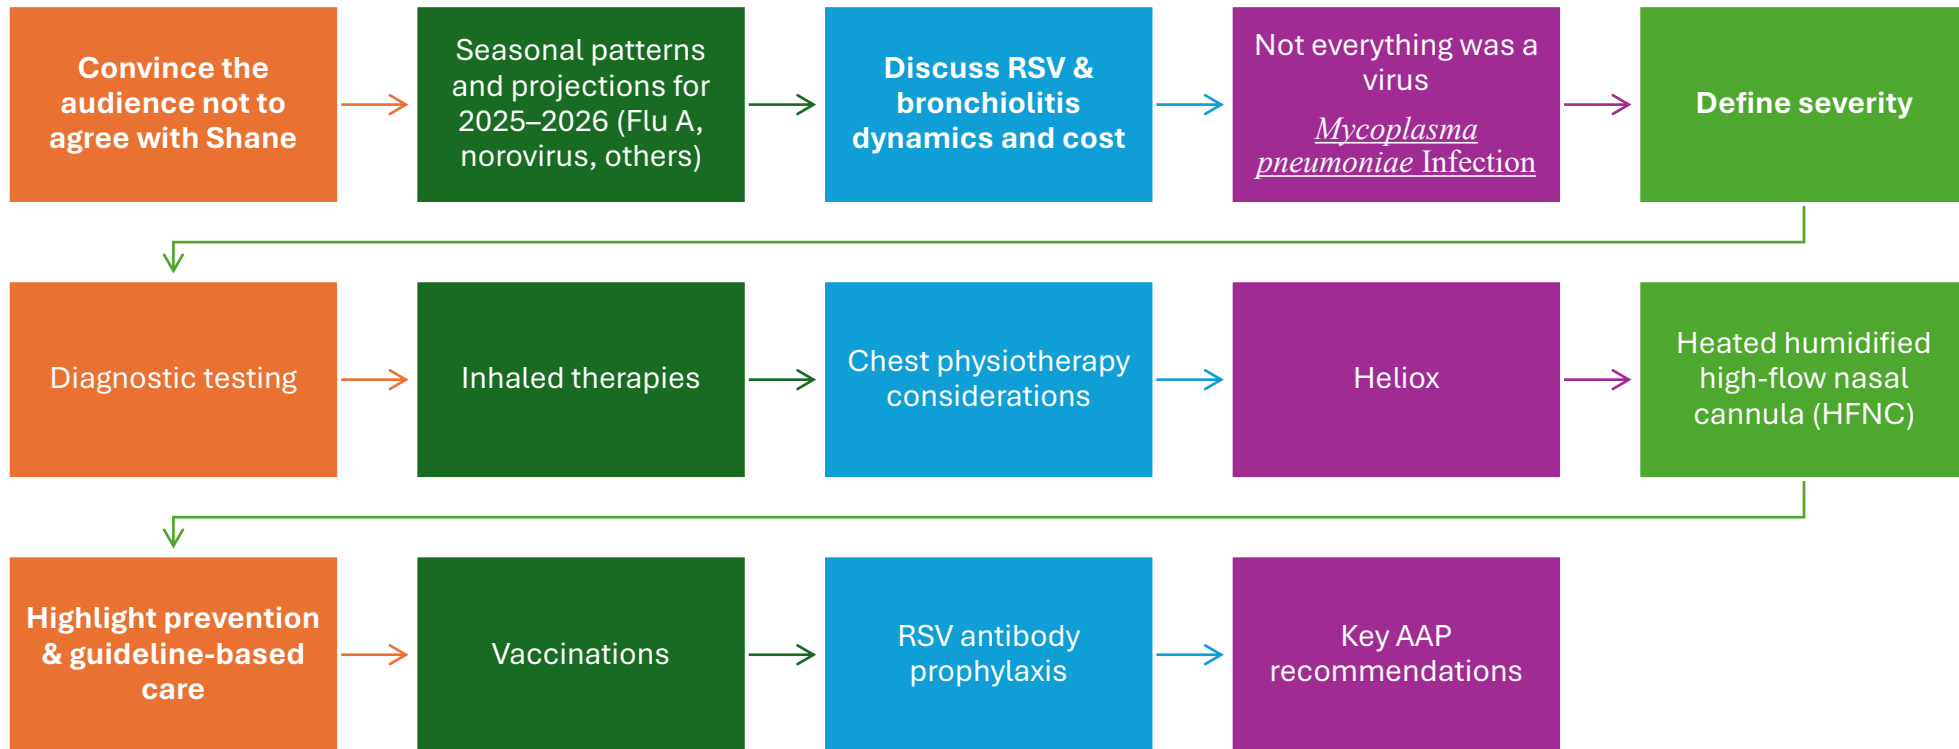 Convince the
audience not to
agree with Shane
Seasonal patterns
and projections for
2025–2026 (Flu A,
norovirus, others)
Discuss RSV &
bronchiolitis
dynamics and cost
Not everything was a
virus
Mycoplasma
pneumoniae Infection
Define severity
Diagnostic testing
Inhaled therapies
Chest physiotherapy
considerations
Heliox
Heated humidified
high-flow nasal
cannula (HFNC)
Highlight prevention
& guideline-based
care
Vaccinations
RSV antibody
prophylaxis
Key AAP
recommendations